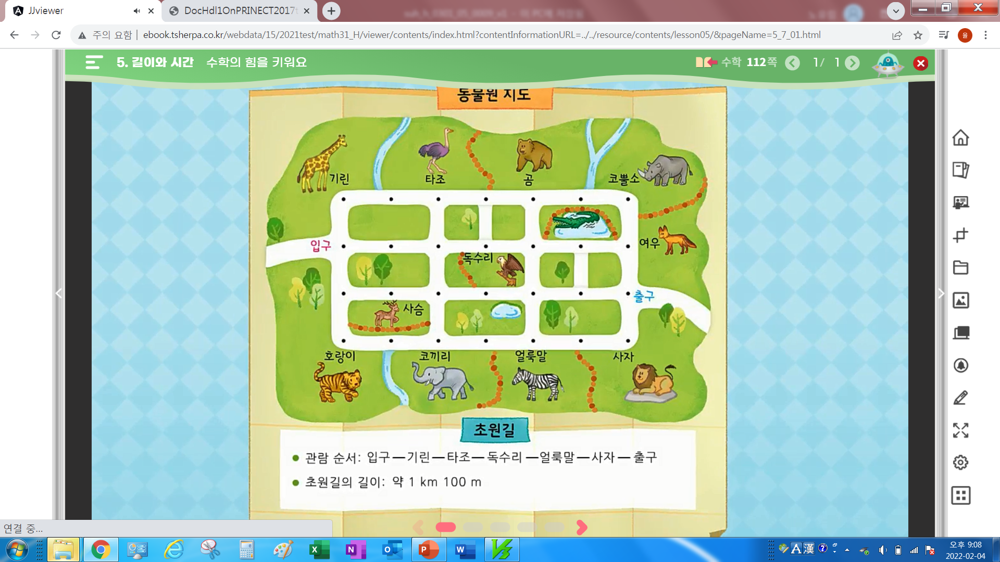 JJviewer
DocHdl1OnPRINECT2017t
주의 요함
ebook.tsherpa.co.kr/webdata/15/2021test/math31_H/viewer/contents/index.html?contentInformationURL=../../resource/contents/lesson05/&pageName=5_7_01.html
율
5. 길이와 시간 수학의 힘을 키워요
수학 112쪽 1/ 1
동물원 지도
기린
타조
곰
코뿔소
입구
여우
독수리
출구
사슴
호랑이
코끼리
얼룩말
사자
초원길
관람 순서: 입구—기린—타조—독수리—얼룩말—사자—출구
초원길의 길이: 약 1 km 100 m
연결 중...
A 漢
오후 9:08
2022-02-04